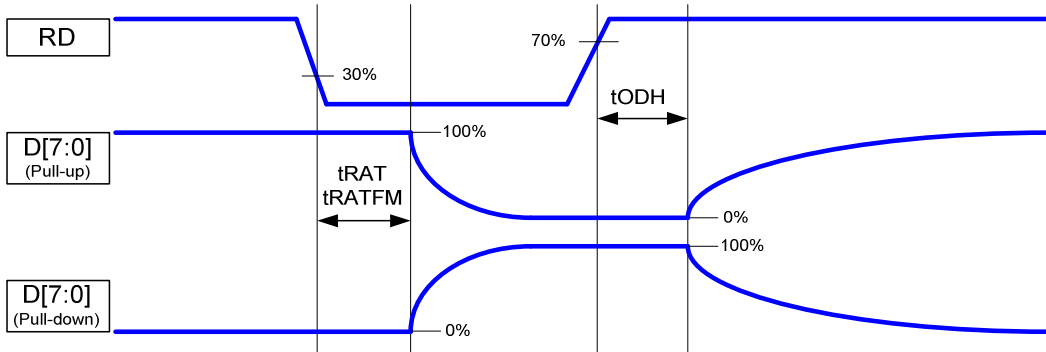 RD
30%
70%
tODH
D[7:0]
(Pull-up)
100%
tRAT
tRATFM
0%
100%
D[7:0]
(Pull-down)
0%